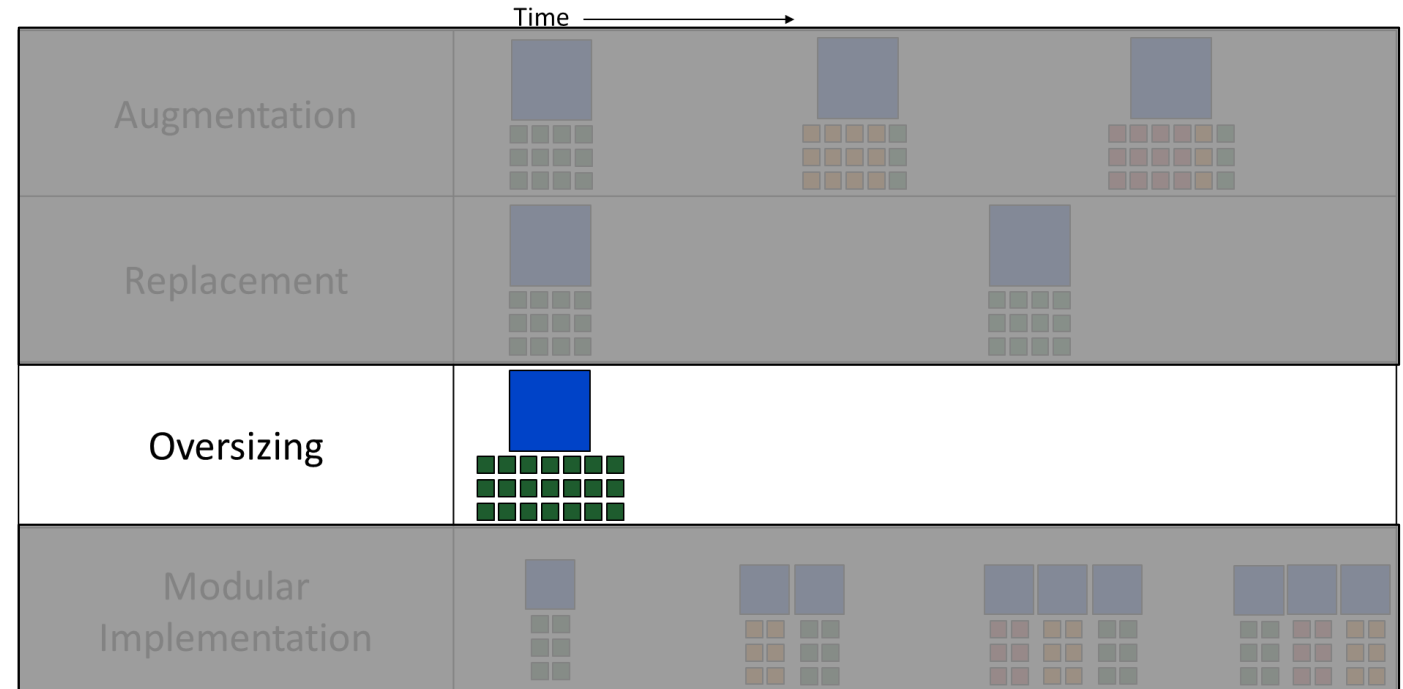 Time
Augmentation
Replacement
Oversizing
Modular
Implementation